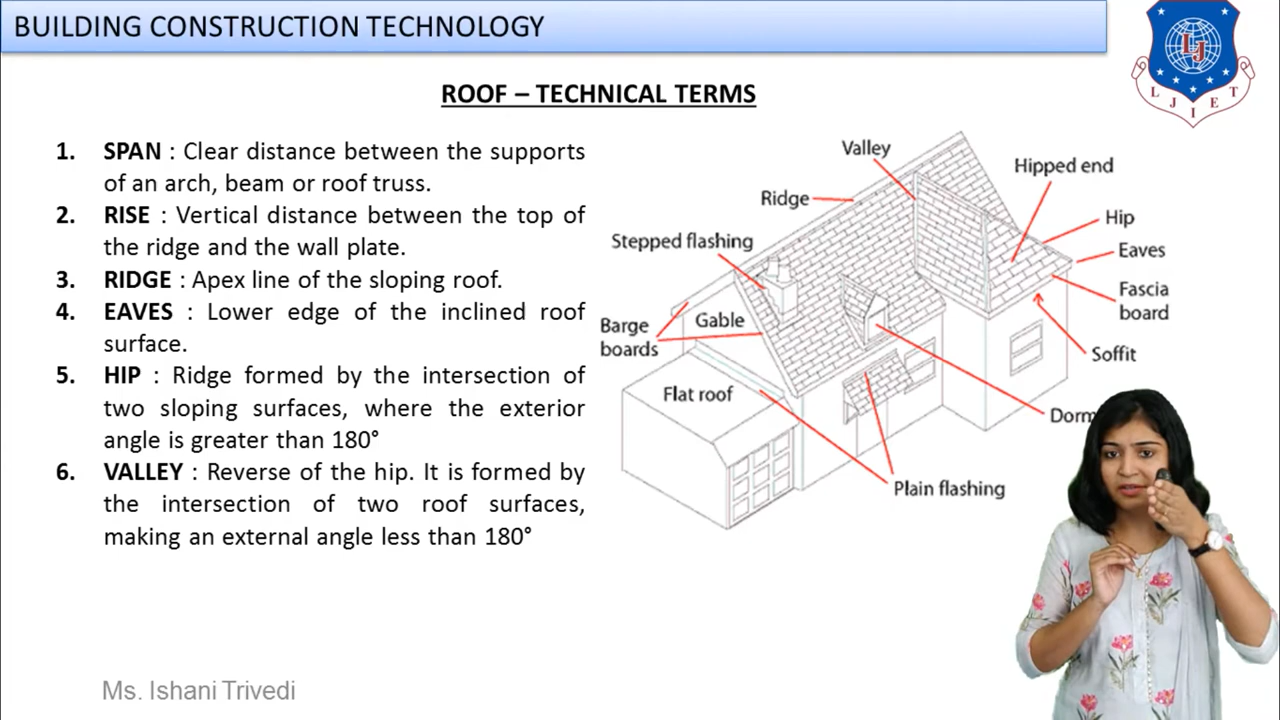 BUILDING CONSTRUCTION TECHNOLOGY
L J I E T
LJ
ROOF – TECHNICAL TERMS
1. SPAN : Clear distance between the supports
of an arch, beam or roof truss.
2. RISE : Vertical distance between the top of
the ridge and the wall plate.
3. RIDGE : Apex line of the sloping roof.
4. EAVES : Lower edge of the inclined roof
surface.
5. HIP : Ridge formed by the intersection of
two sloping surfaces, where the exterior
angle is greater than 180°
6. VALLEY : Reverse of the hip. It is formed by
the intersection of two roof surfaces,
making an external angle less than 180°
Valley
Hipped end
Ridge
Hip
Stepped flashing
Eaves
Fascia
board
Barge
boards
Gable
Soffit
Flat roof
Dorm
Plain flashing
Ms. Ishani Trivedi